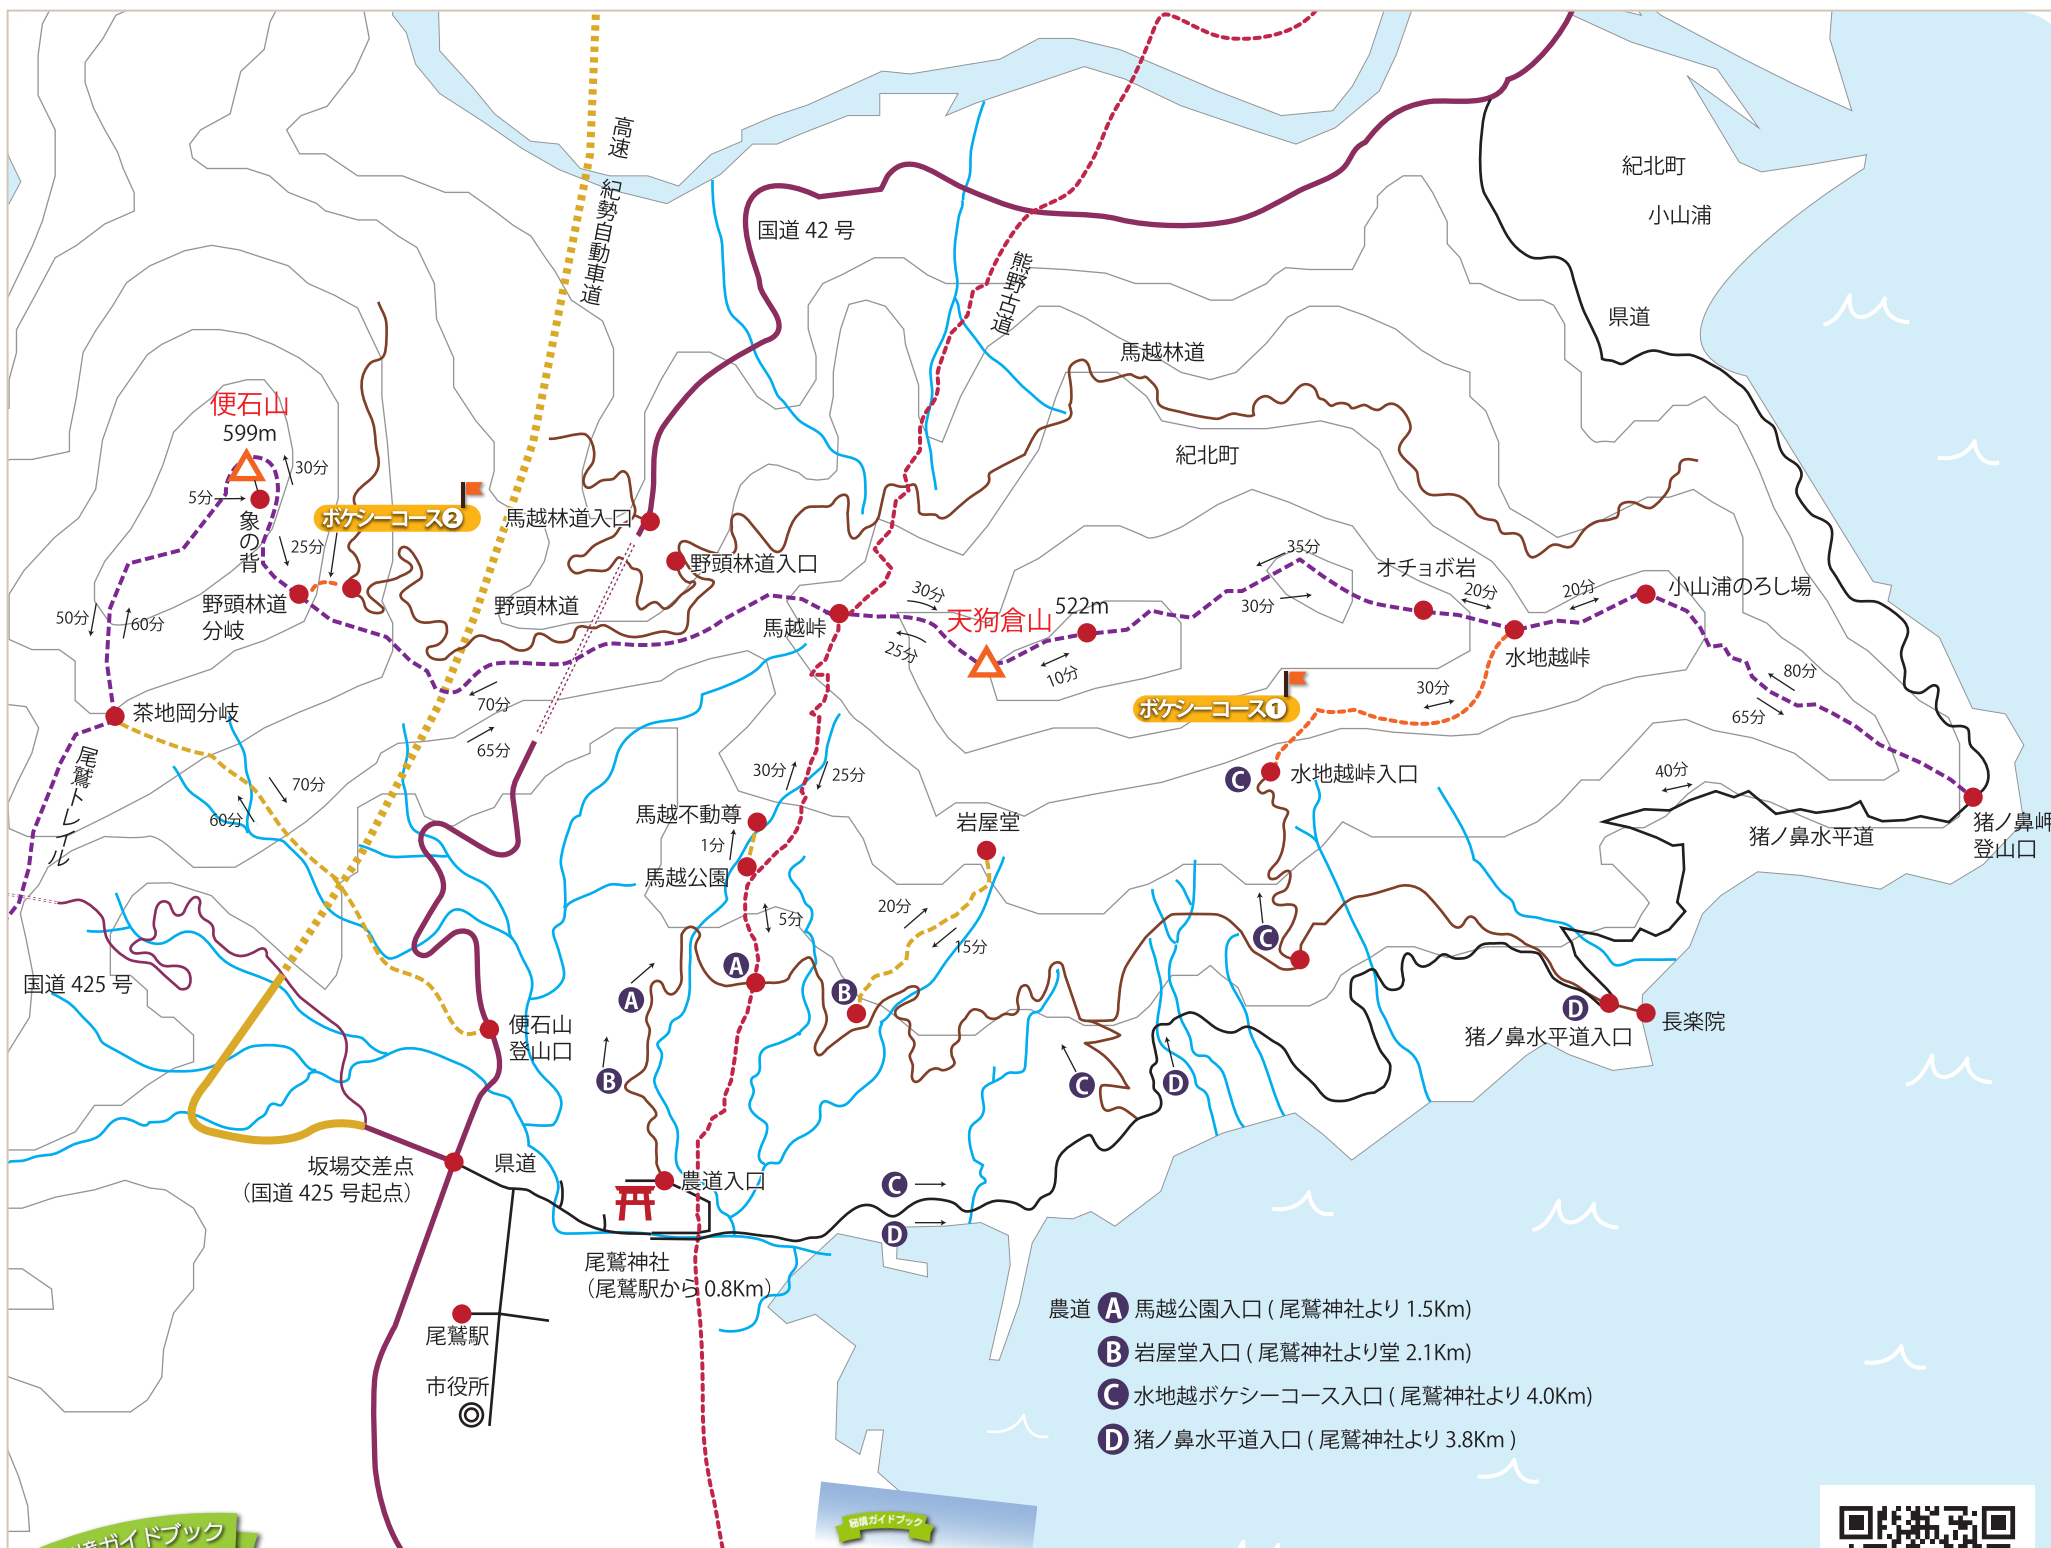 高速 紀勢自動車道
国道 42 号
熊野古道
紀北町
小山浦
県道
馬越林道
紀北町
便石山
599m
30分
5分
象の背
25分
ボケシーコース2
馬越林道入口
野頭林道入口
野頭林道
分岐
野頭林道
50分
60分
茶地岡分岐
尾鷲トレイル
70分
60分
70分
65分
馬越峠
30分
25分
天狗倉山
522m
10分
35分
30分
オチョボ岩
20分
水地越峠
20分
小山浦のろし場
80分
65分
ボケシーコース1
30分
C
水地越峠入口
40分
猪ノ鼻水平道
猪ノ鼻岬
登山口
30分
25分
馬越不動尊
1分
馬越公園
5分
岩屋堂
20分
15分
A
B
A
B
C
C
D
D
猪ノ鼻水平道入口
長楽院
国道 425 号
便石山
登山口
坂場交差点
（国道 425 号起点）
県道
農道入口
尾鷲神社
（尾鷲駅から 0.8Km）
C
D
尾鷲駅
市役所
農道 A 馬越公園入口 ( 尾鷲神社より 1.5Km)
B 岩屋堂入口 ( 尾鷲神社より堂 2.1Km)
C 水地越ボケシーコース入口 ( 尾鷲神社より 4.0Km)
D 猪ノ鼻水平道入口 ( 尾鷲神社より 3.8Km )
境ガイドブック
秘境ガイドブック